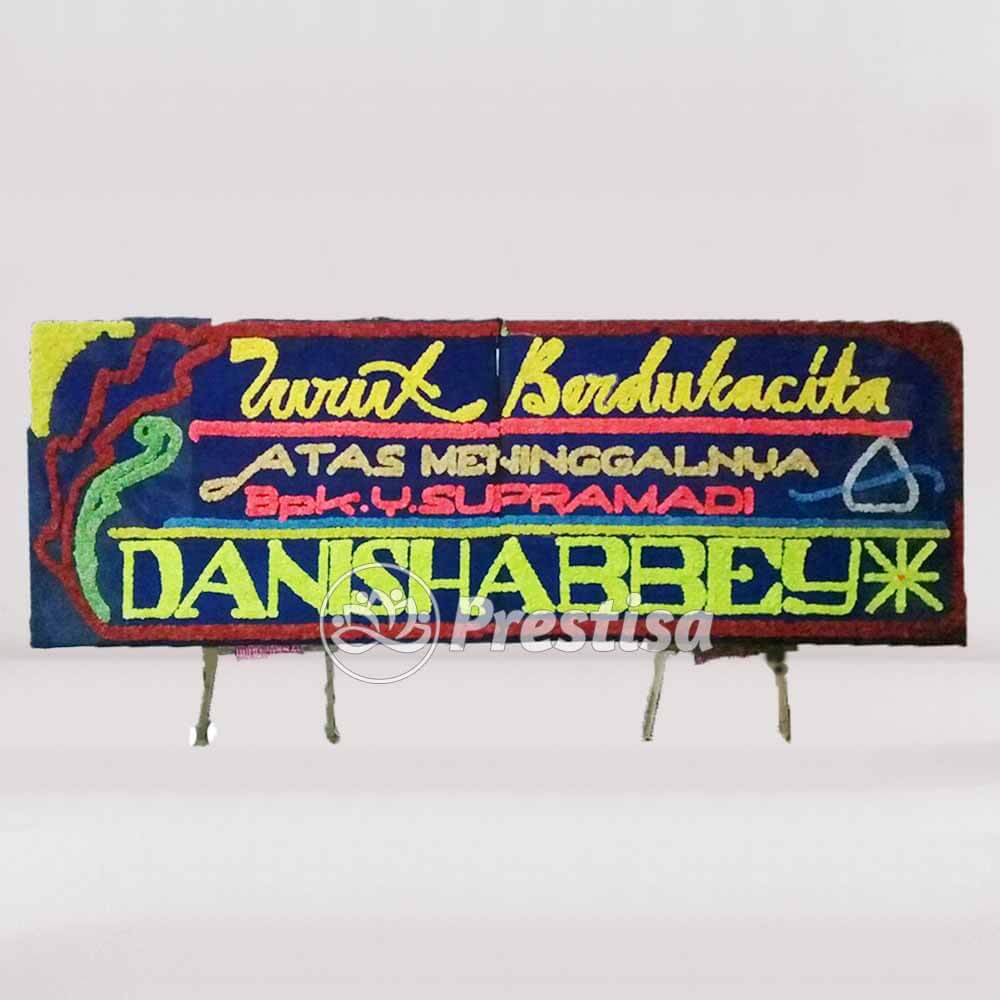 Turut Berdukacita
ATAS MENINGGALNYA
Bpk. Y. SUPRAMADI
DANISHABBEY
Prestisa